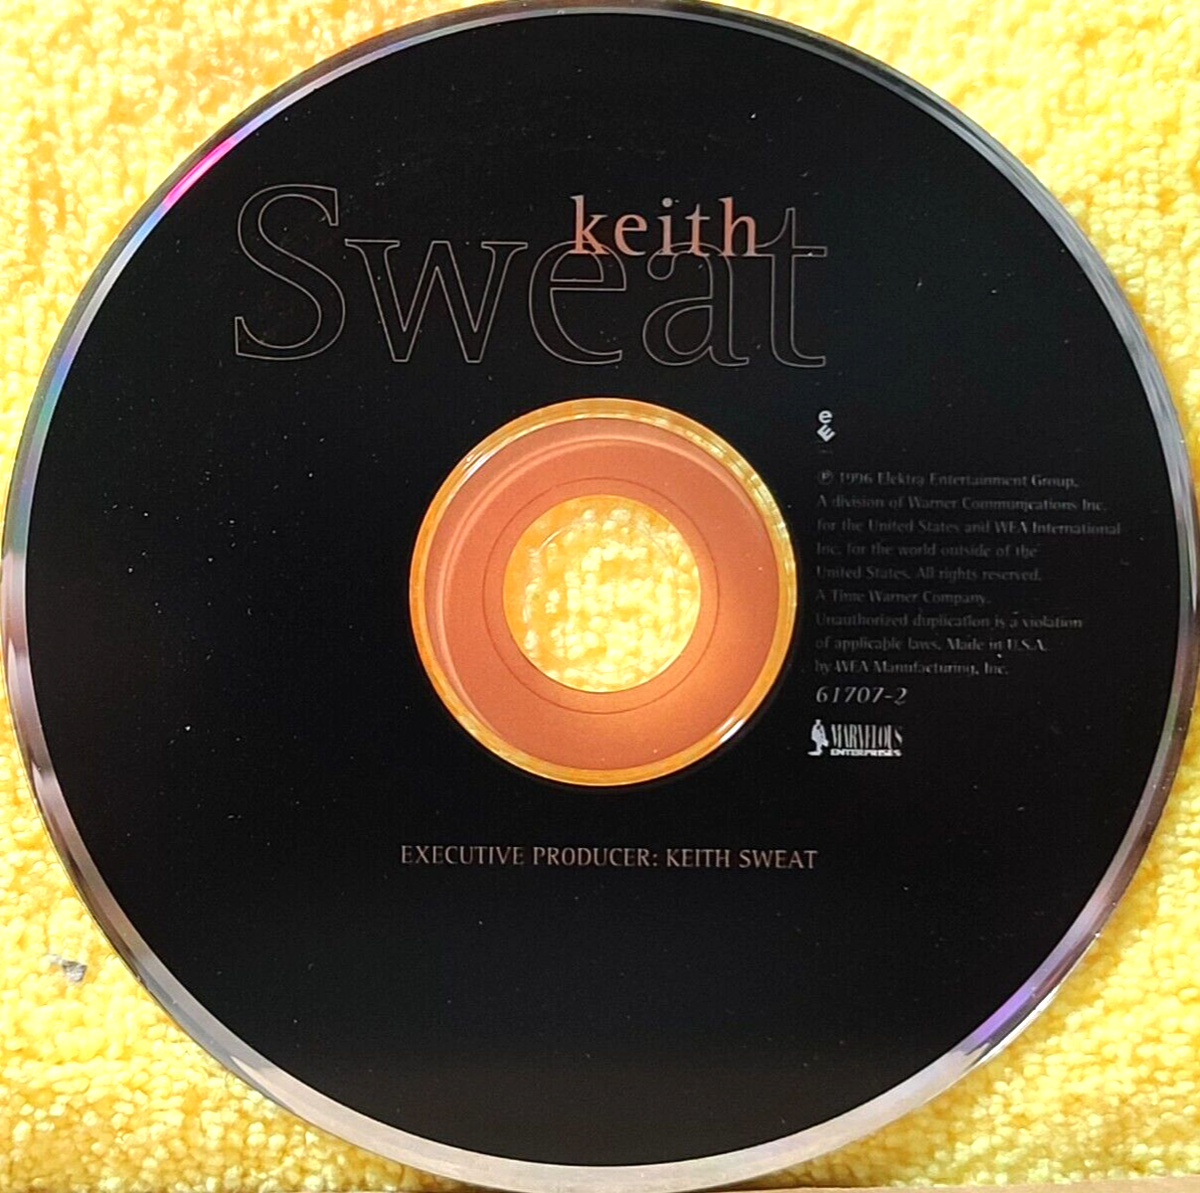 keith
Sweat
e
E
℗ 1996 Elektra Entertainment Group,
A division of Warner Communications Inc.
for the United States and WEA International
Inc. for the world outside of the
United States. All rights reserved.
A Time Warner Company.
Unauthorized duplication is a violation
of applicable laws. Made in U.S.A.
by WEA Manufacturing, Inc.
61707-2
MARVELOUS
ENTERPRISES
EXECUTIVE PRODUCER: KEITH SWEAT